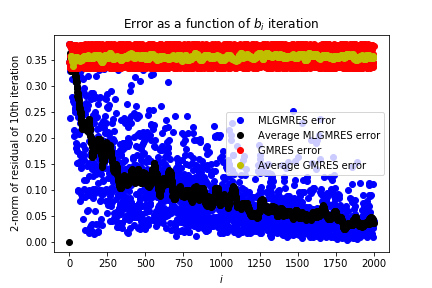 Error as a function of b_i iteration
2-norm of residual of 10th iteration
0.35
0.30
0.25
0.20
0.15
0.10
0.05
0.00
MLGMRES error
Average MLGMRES error
GMRES error
Average GMRES error
0 250 500 750 1000 1250 1500 1750 2000
i